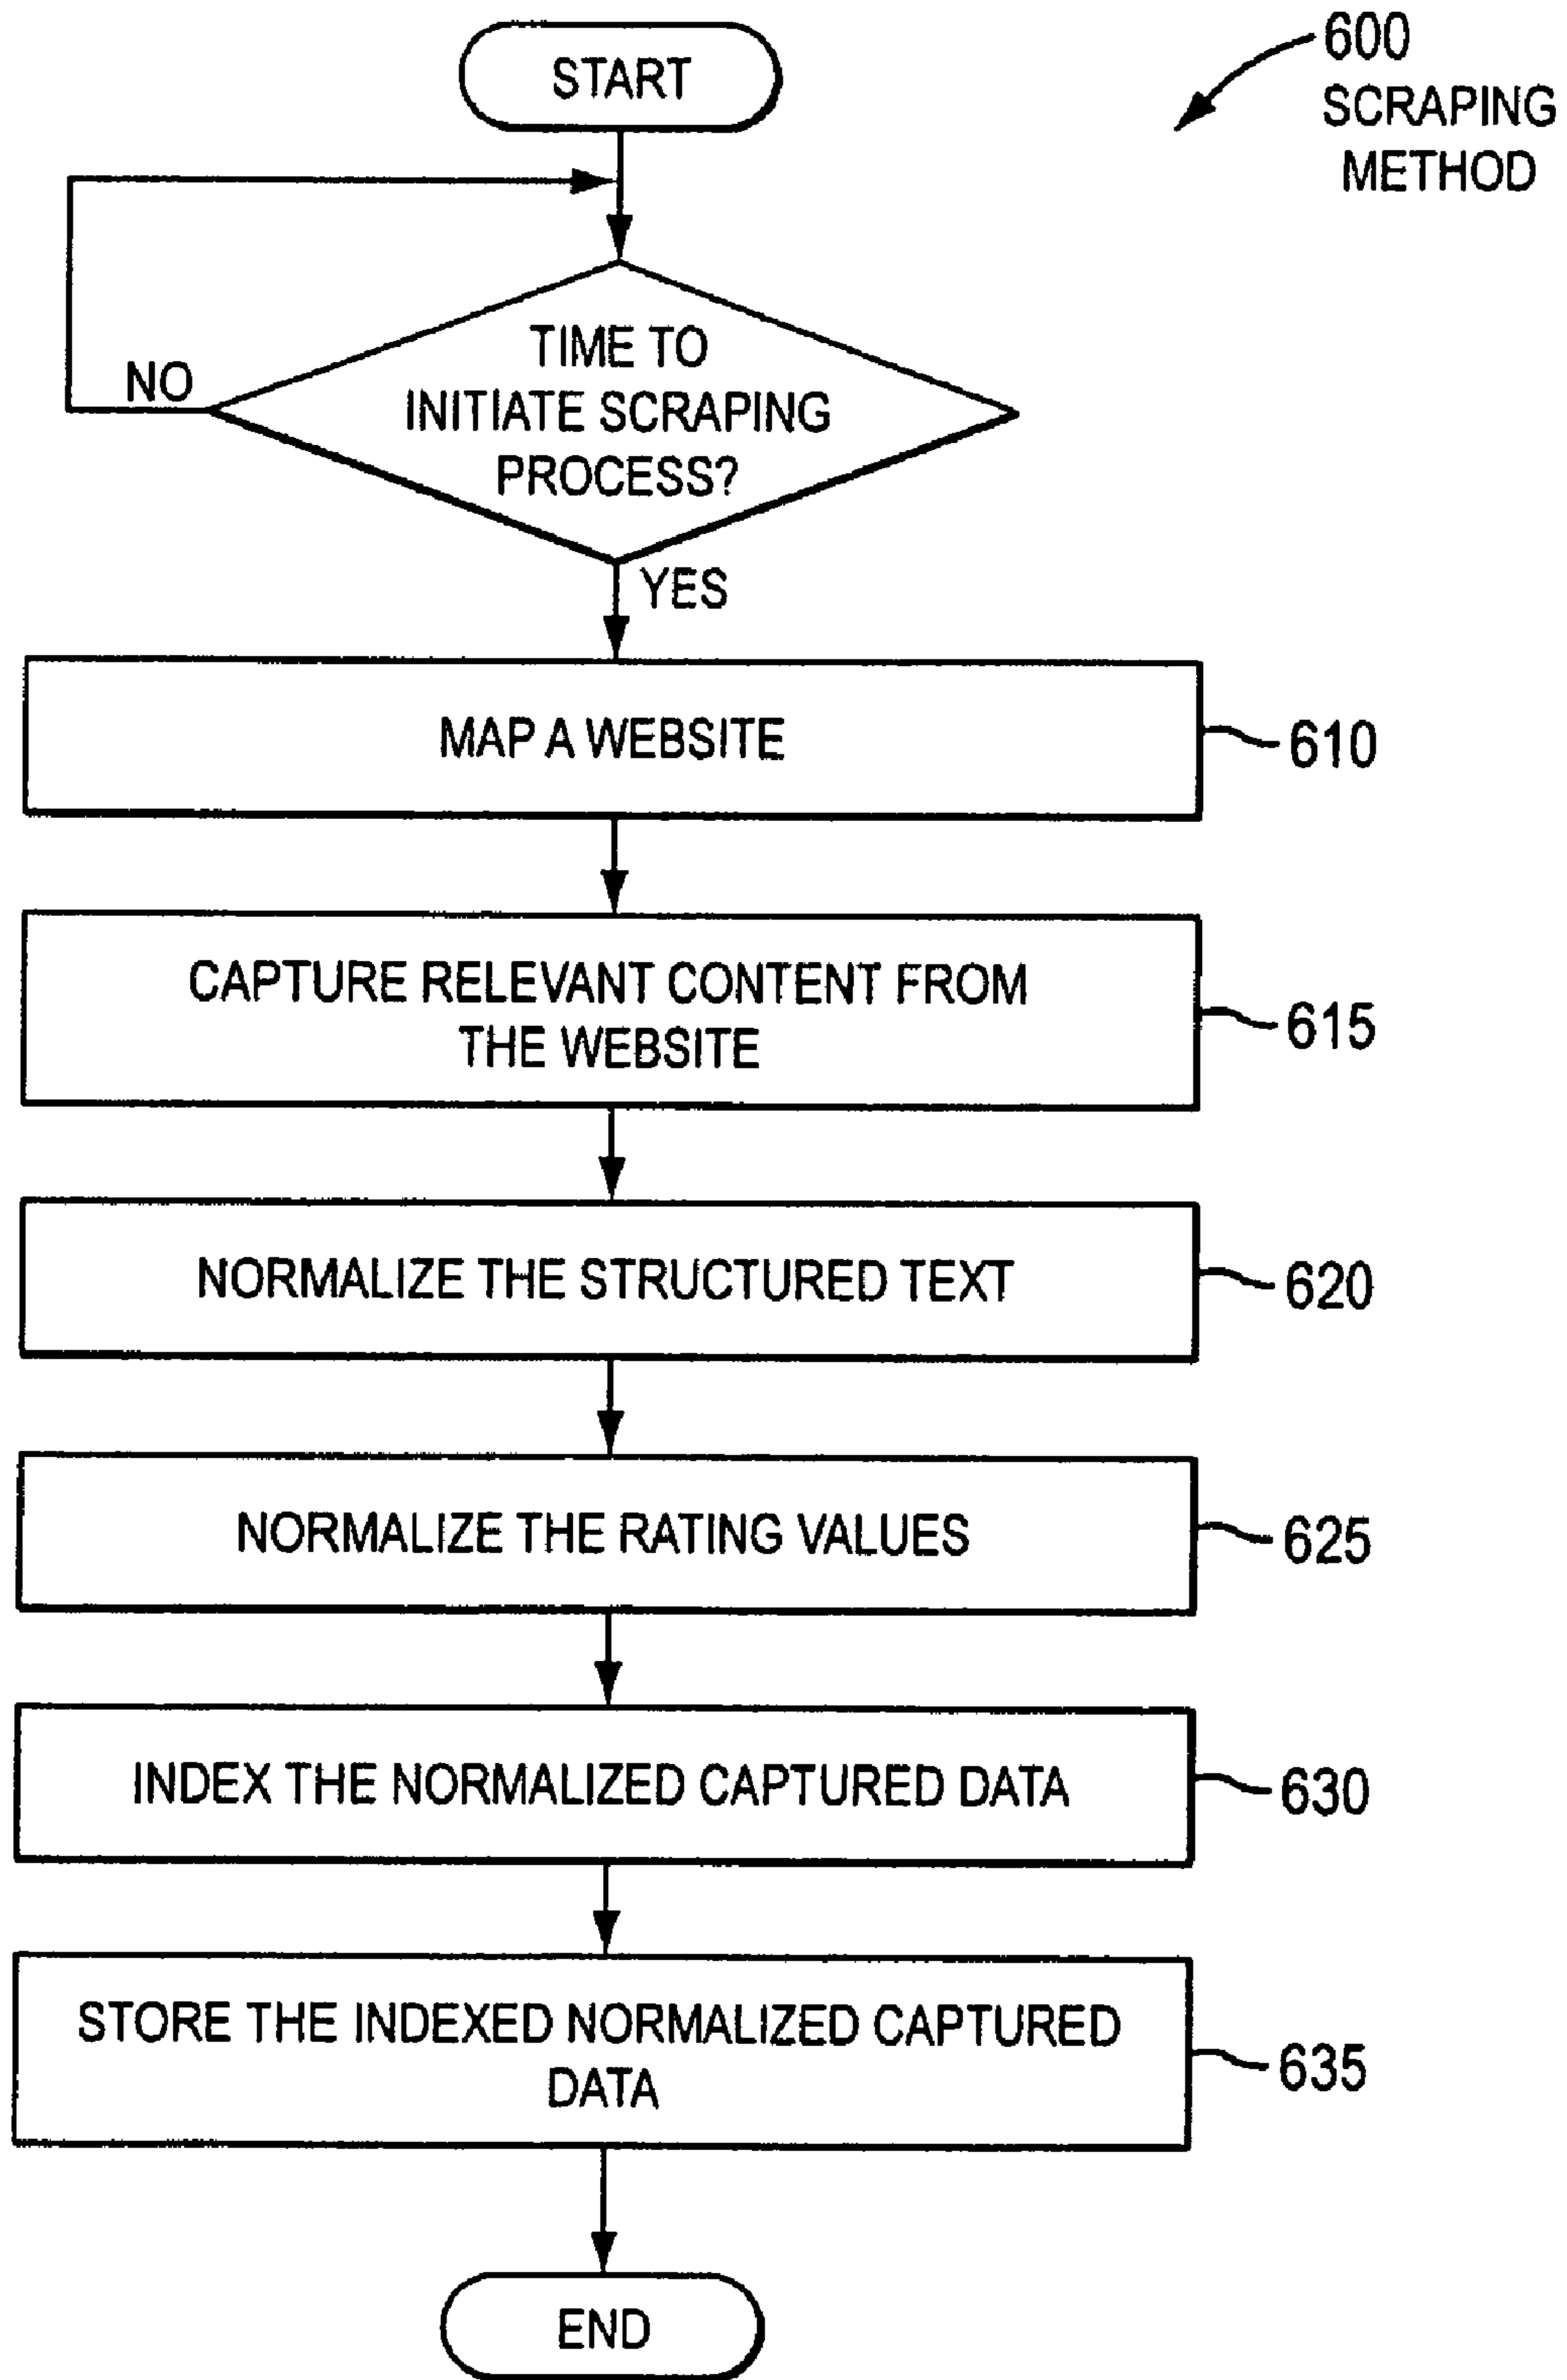 START
600
SCRAPING
METHOD
TIME TO
INITIATE SCRAPING
PROCESS?
NO
YES
MAP A WEBSITE
610
CAPTURE RELEVANT CONTENT FROM
THE WEBSITE
615
NORMALIZE THE STRUCTURED TEXT
620
NORMALIZE THE RATING VALUES
625
INDEX THE NORMALIZED CAPTURED DATA
630
STORE THE INDEXED NORMALIZED CAPTURED
DATA
635
END